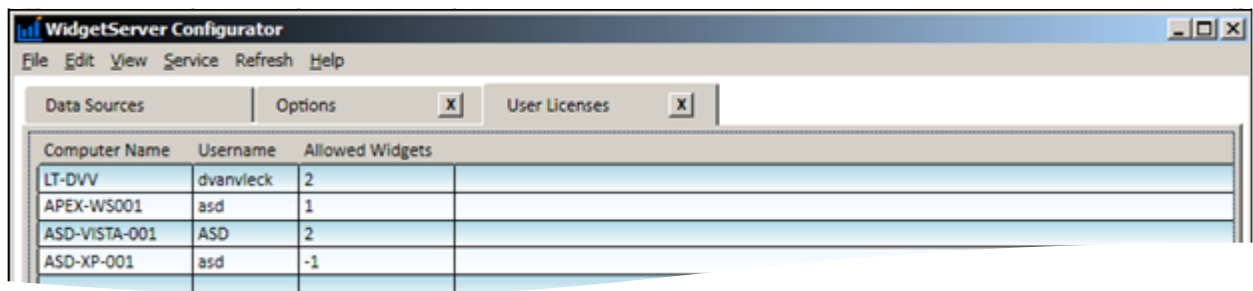 WidgetServer Configurator
File Edit View Service Refresh Help
Data Sources Options X User Licenses X
Computer Name Username Allowed Widgets
LT-DVV dvanvleck 2
APEX-WS001 asd 1
ASD-VISTA-001 ASD 2
ASD-XP-001 asd -1